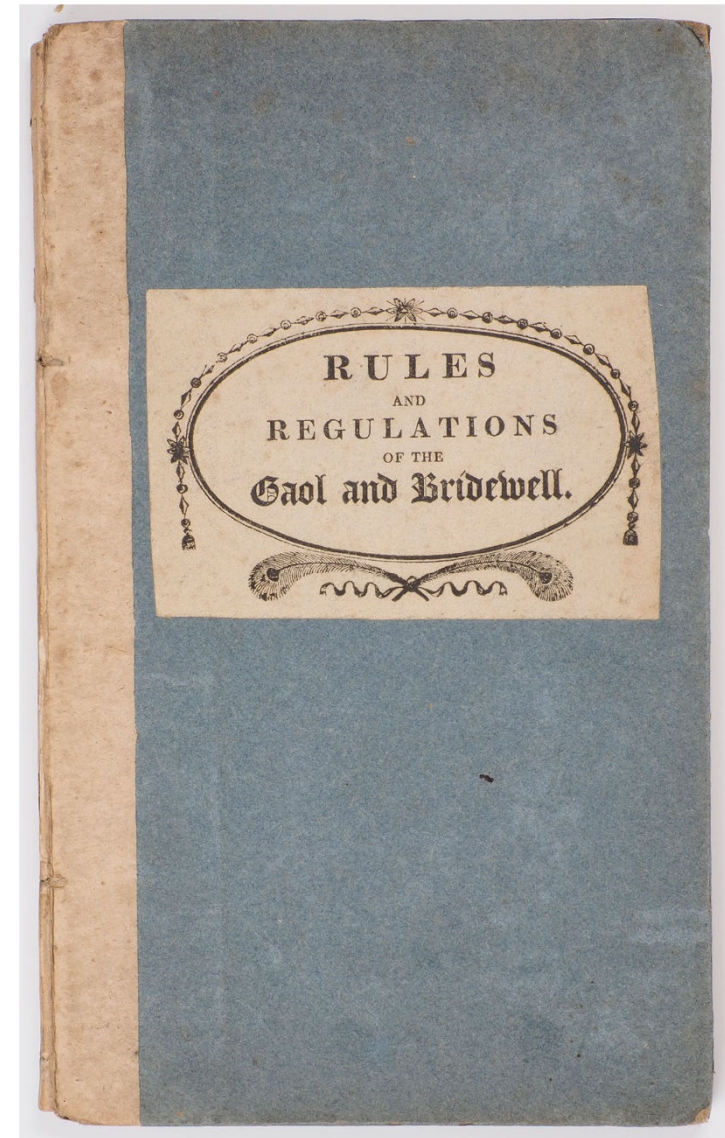 RULES
AND
REGULATIONS
OF THE
Gaol and Bridewell.